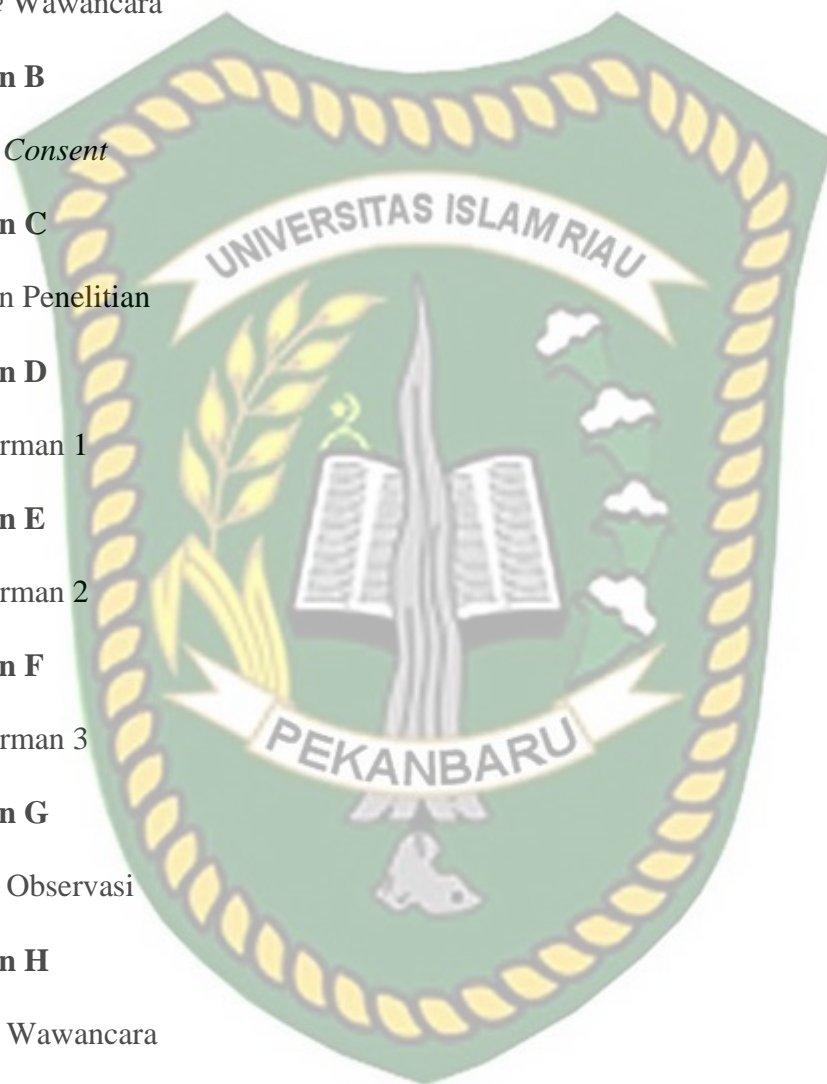 Wawancara
n B
Consent
n C
n Penelitian
n D
rman 1
n E
rman 2
n F
rman 3
n G
Observasi
n H
Wawancara
UNIVERSITAS ISLAM RIAU
PEKANBARU